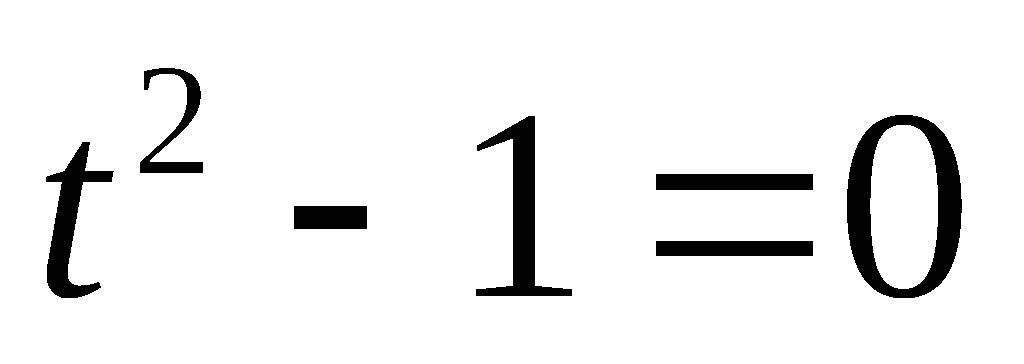 t² - 1 =0